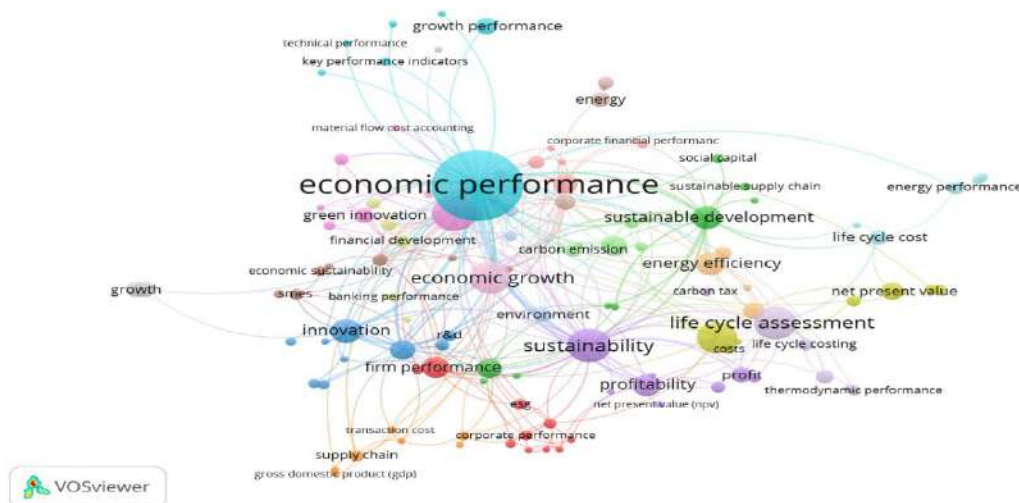 growth performance
technical performance
key performance indicators
energy
material flow cost accounting
corporate financial performanc
social capital
economic performance
sustainable supply chain
energy performance
green innovation
sustainable development
financial development
carbon emission
life cycle cost
economic sustainability
energy efficiency
economic growth
growth
smes
banking performance
carbon tax
net present value
environment
innovation
r&d
life cycle assessment
sustainability
costs
life cycle costing
firm performance
profit
profitability
thermodynamic performance
esg
net present value (npv)
transaction cost
corporate performance
supply chain
gross domestic product (gdp)
VOSviewer